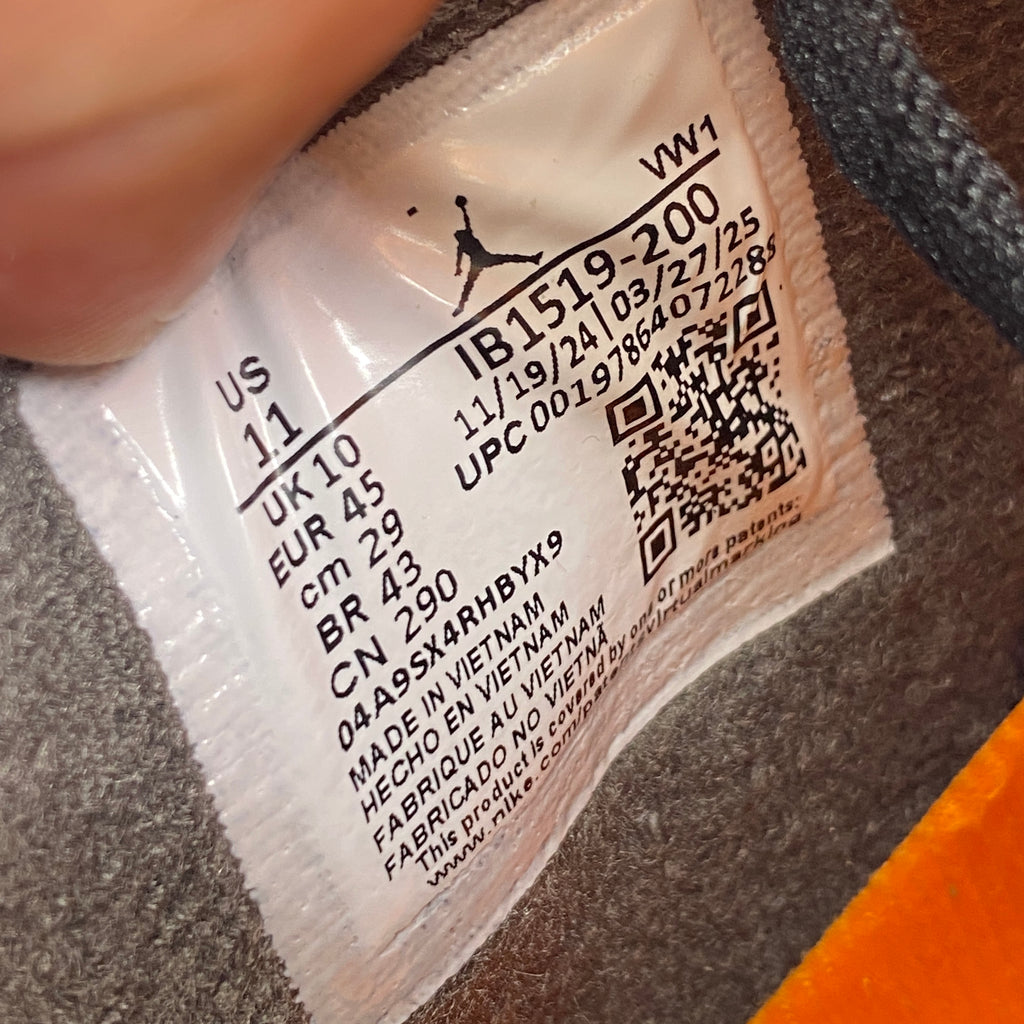 VW1
US
11
IB1519-200
11/19/24|03/27/25
UPC 00197864072285
UK 10
EUR 45
cm 29
BR 43
CN 290
04A9SX4RHBYX9
MADE IN VIETNAM
HECHO EN VIETNAM
FABRIQUE AU VIETNAM
FABRICADO NO VIETNÃ
This product is covered by one or more patents:
www.nike.com/patents-virtualmarking